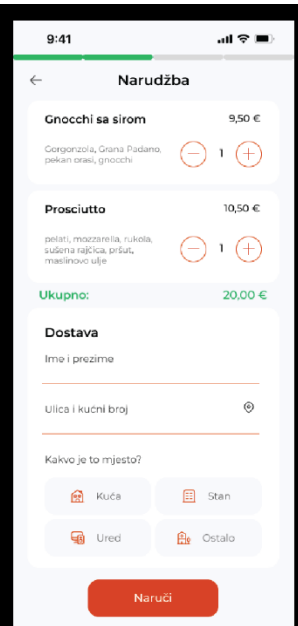 9:41
Narudžba
Gnocchi sa sirom 9,50 €
Gorgonzola, Grana Padano,
pekan orasi, gnocchi
1
Prosciutto 10,50 €
pelati, mozzarella, rukola,
sušena rajčica, pršut,
maslinovo ulje
1
Ukupno: 20,00 €
Dostava
Ime i prezime
Ulica i kućni broj
Kakvo je to mjesto?
Kuća Stan
Ured Ostalo
Naruči